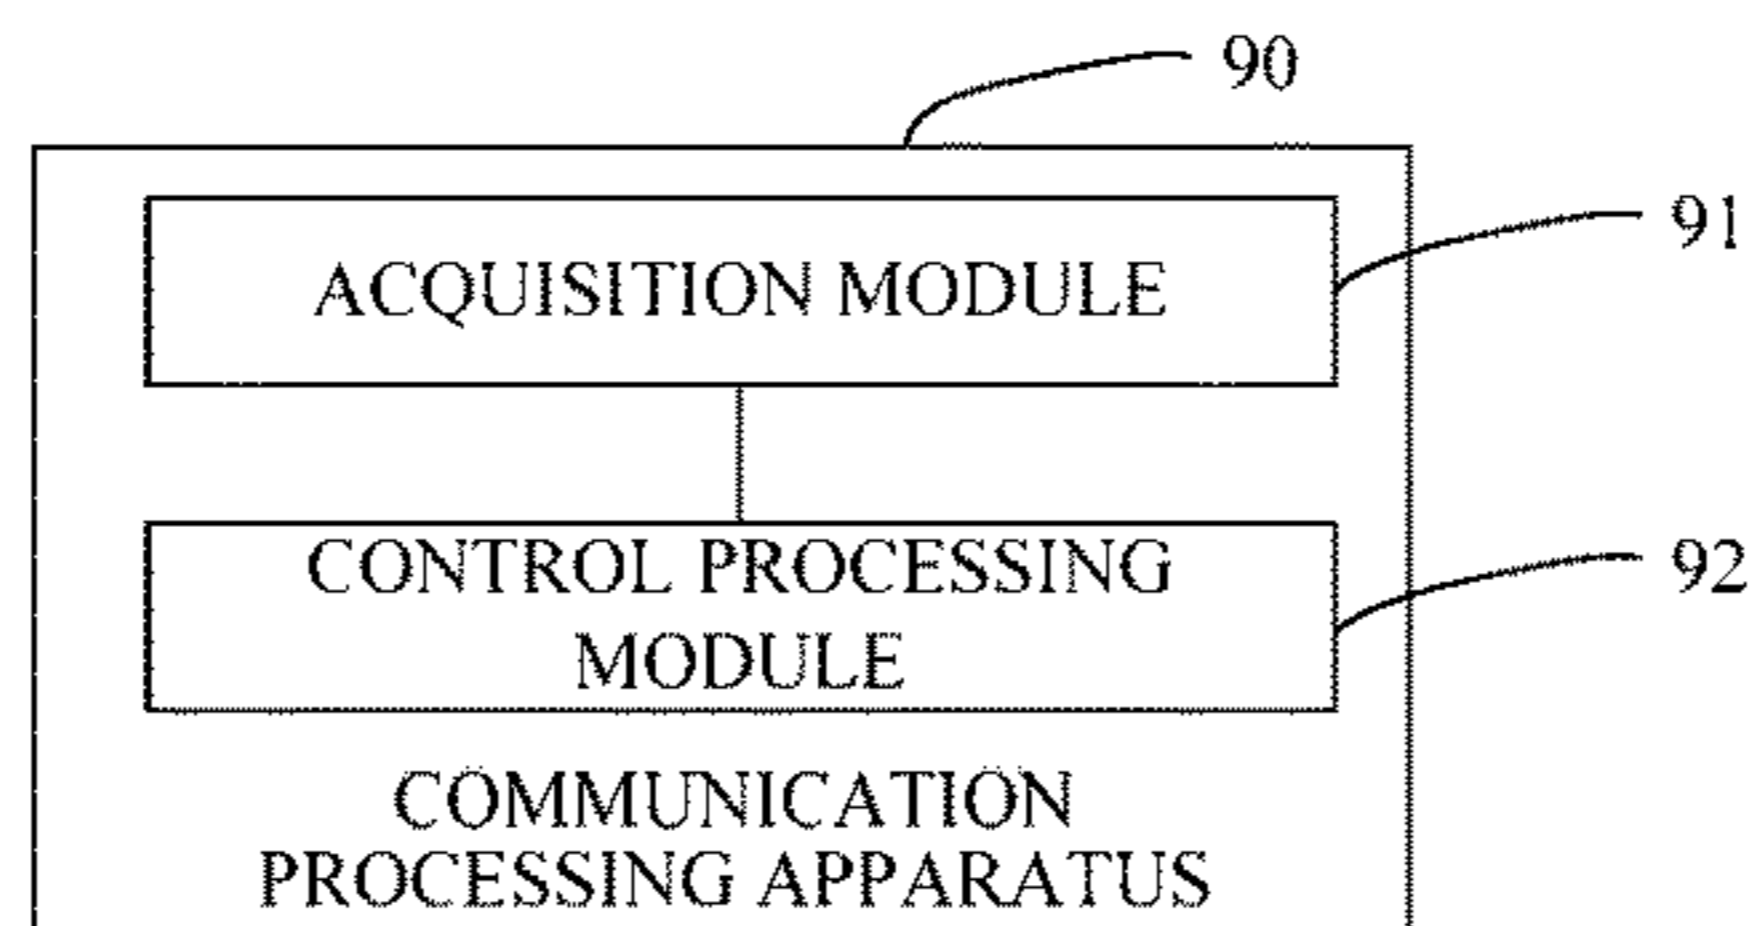 90
91
ACQUISITION MODULE
CONTROL PROCESSING
MODULE
92
COMMUNICATION
PROCESSING APPARATUS